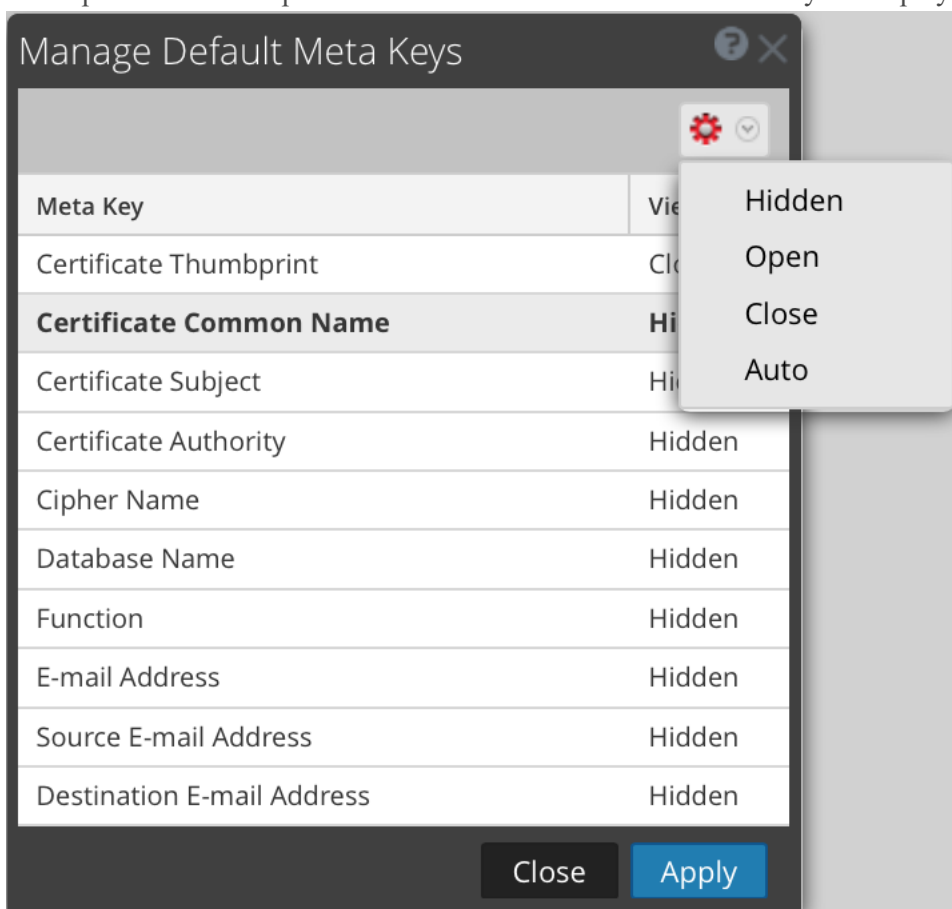 Manage Default Meta Keys
Meta Key
Certificate Thumbprint
Certificate Common Name
Certificate Subject
Certificate Authority Hidden
Cipher Name Hidden
Database Name Hidden
Function Hidden
E-mail Address Hidden
Source E-mail Address Hidden
Destination E-mail Address Hidden
Hidden
Open
Close
Auto
Close Apply